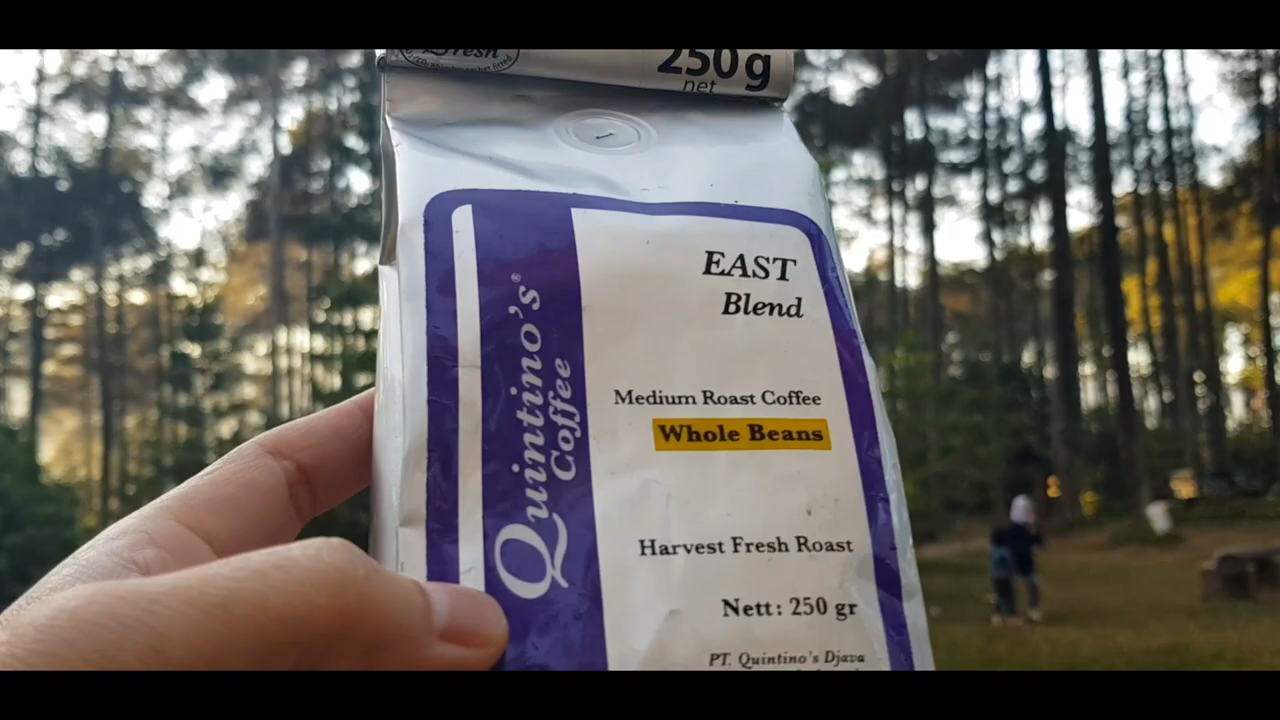 Fresh
250g
net
EAST
Blend
Medium Roast Coffee
Whole Beans
Harvest Fresh Roast
Nett: 250 gr
PT. Quintino's Djava
Quintino's®
Coffee